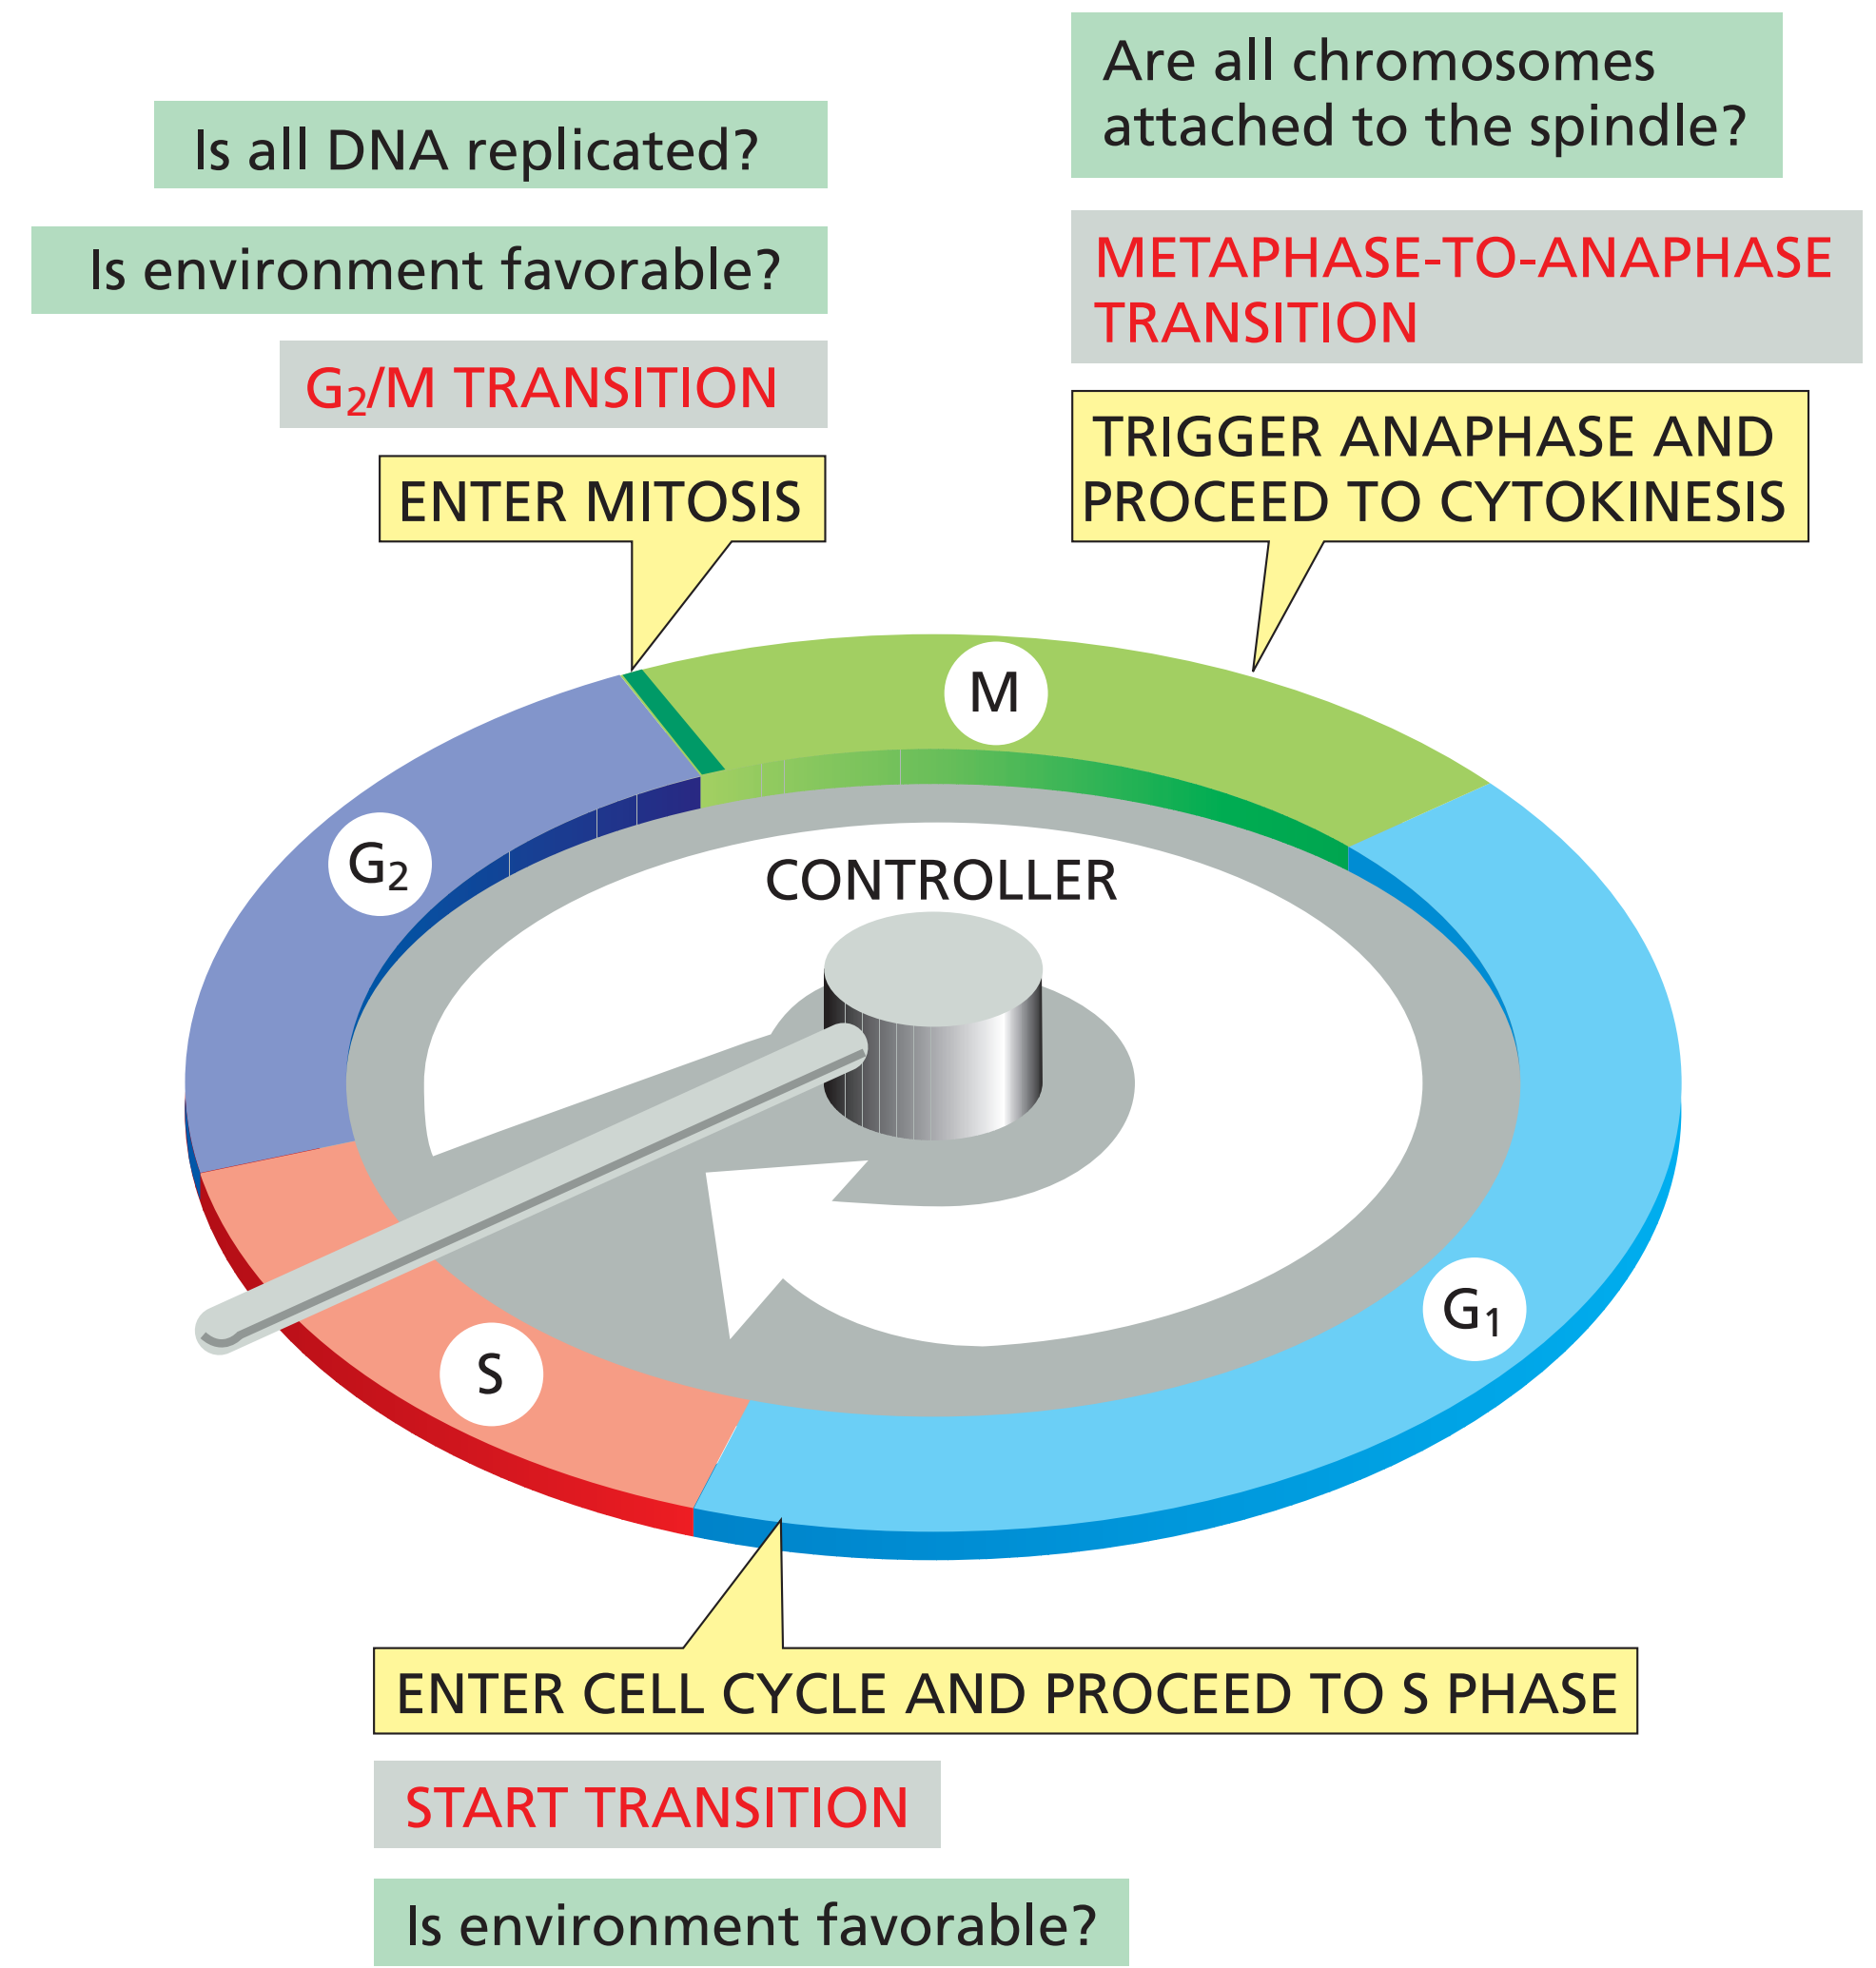 Is all DNA replicated?
Is environment favorable?
G₂/M TRANSITION
ENTER MITOSIS
Are all chromosomes
attached to the spindle?
METAPHASE-TO-ANAPHASE
TRANSITION
TRIGGER ANAPHASE AND
PROCEED TO CYTOKINESIS
M
G₂
CONTROLLER
G₁
S
ENTER CELL CYCLE AND PROCEED TO S PHASE
START TRANSITION
Is environment favorable?